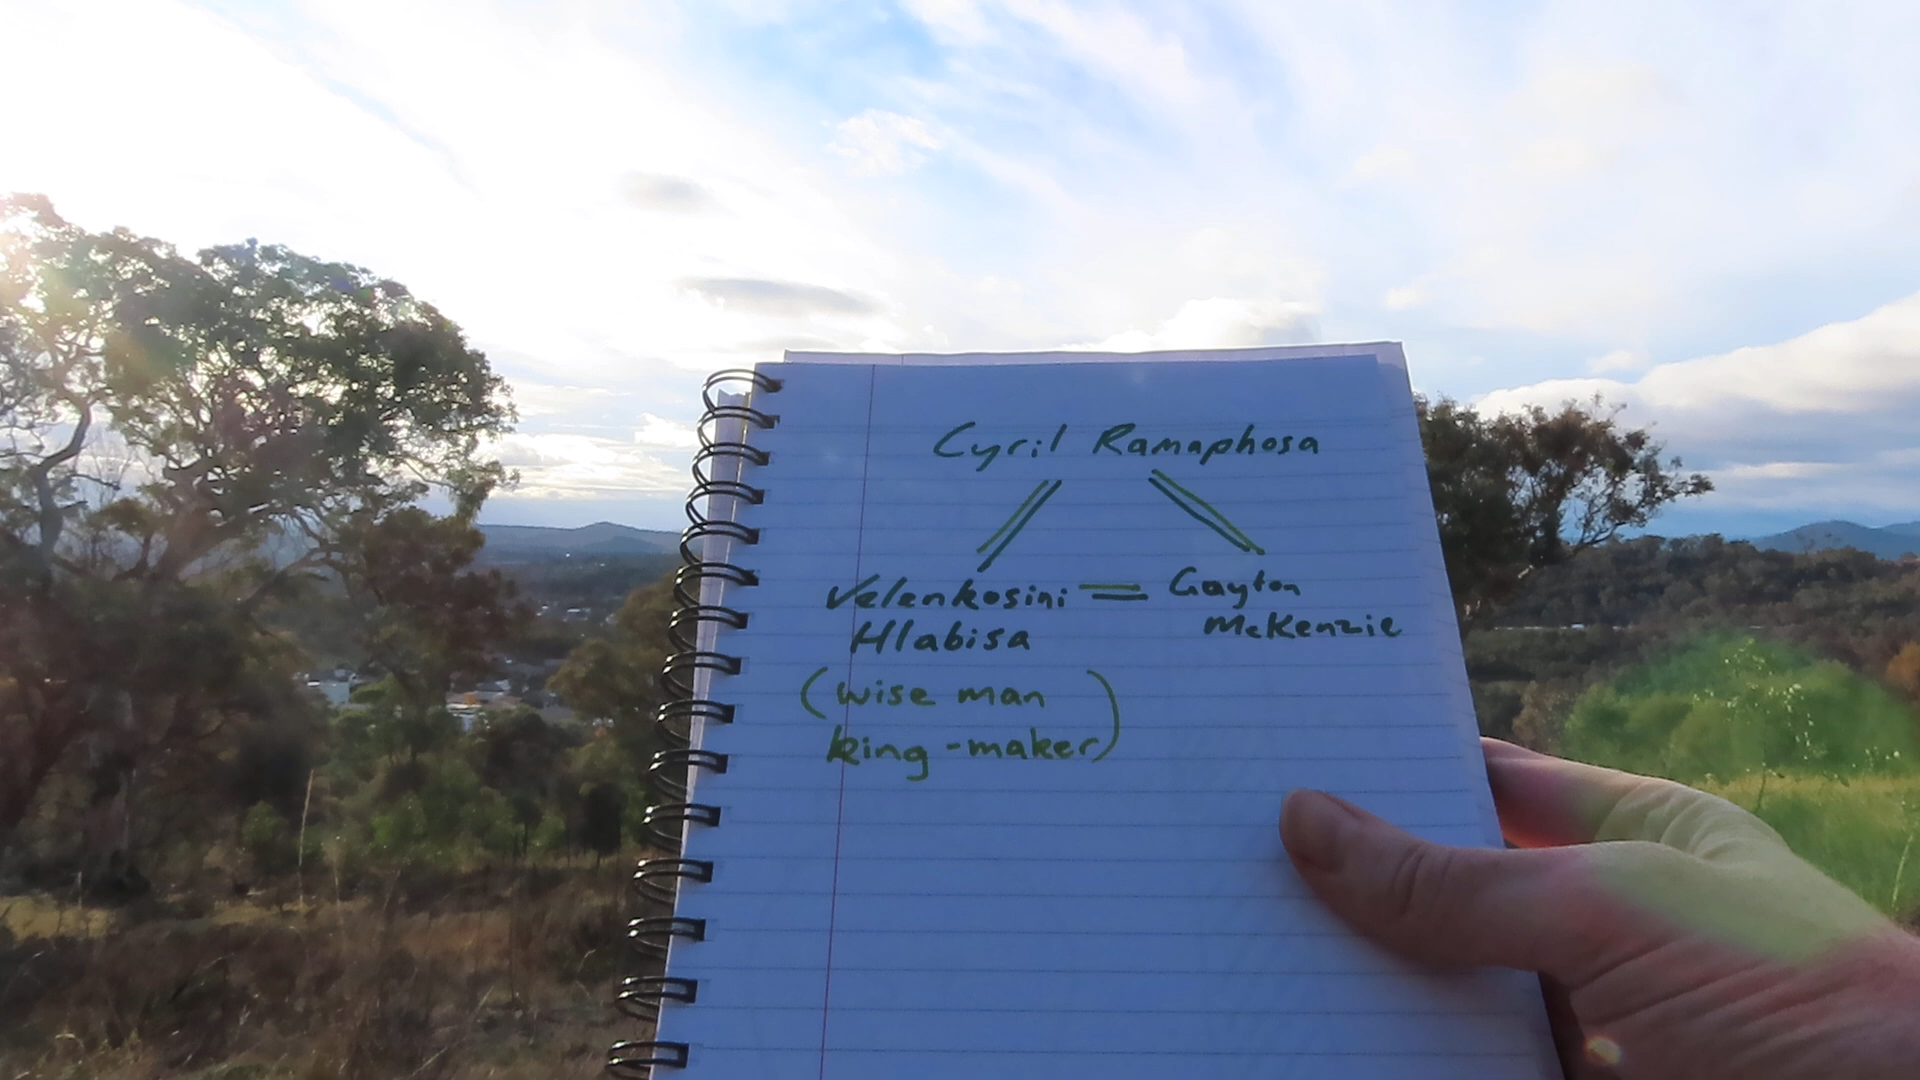 Cyril Ramaphosa
Velenkosini = Gayton
Hlabisa McKenzie
(wise man
king-maker)